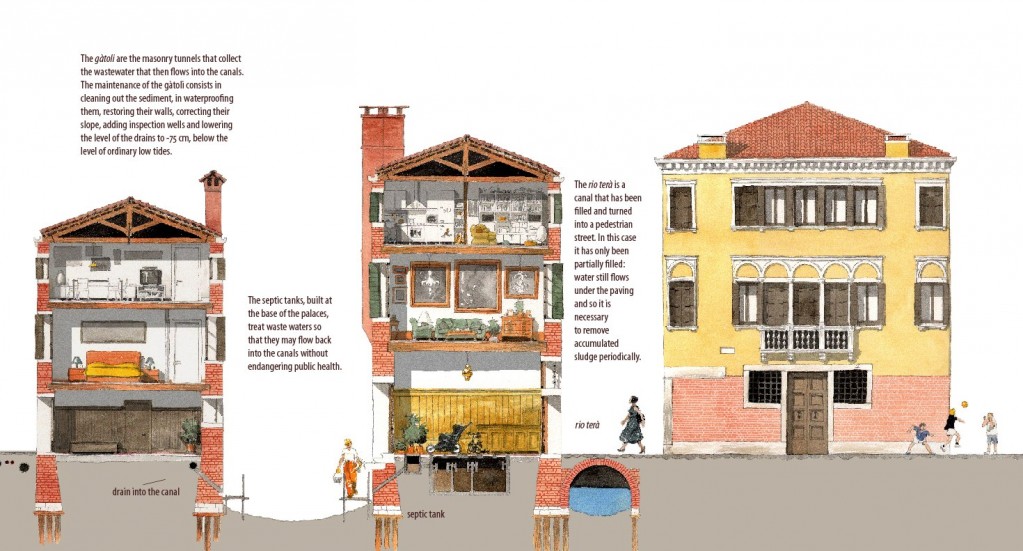 The gàtoli are the masonry tunnels that collect
the wastewater that then flows into the canals.
The maintenance of the gàtoli consists in
cleaning out the sediment, in waterproofing
them, restoring their walls, correcting their
slope, adding inspection wells and lowering
the level of the drains to -75 cm, below the
level of ordinary low tides.
The septic tanks, built at
the base of the palaces,
treat waste waters so
that they may flow back
into the canals without
endangering public health.
The rio terà is a
canal that has been
filled and turned
into a pedestrian
street. In this case
it has only been
partially filled:
water still flows
under the paving
and so it is
necessary
to remove
accumulated
sludge periodically.
rio terà
drain into the canal
septic tank